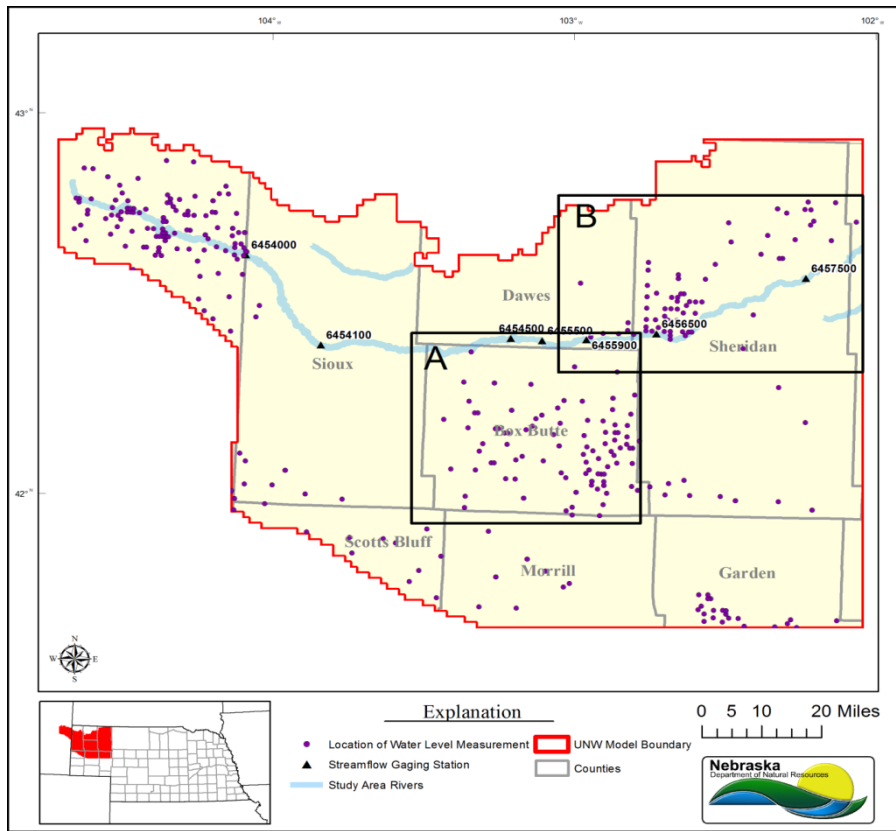 104°W
103°W
102°W
43°
B
6454000
6457500
Dawes
6454500
6455500
6456500
6454100
6455900
A
Sheridan
Sioux
Box Butte
42°
Scotts Bluff
Morrill
Garden
N
W E
S
Explanation
0 5 10 20 Miles
Location of Water Level Measurement
UNW Model Boundary
Streamflow Gaging Station
Counties
Study Area Rivers
Nebraska
Department of Natural Resources